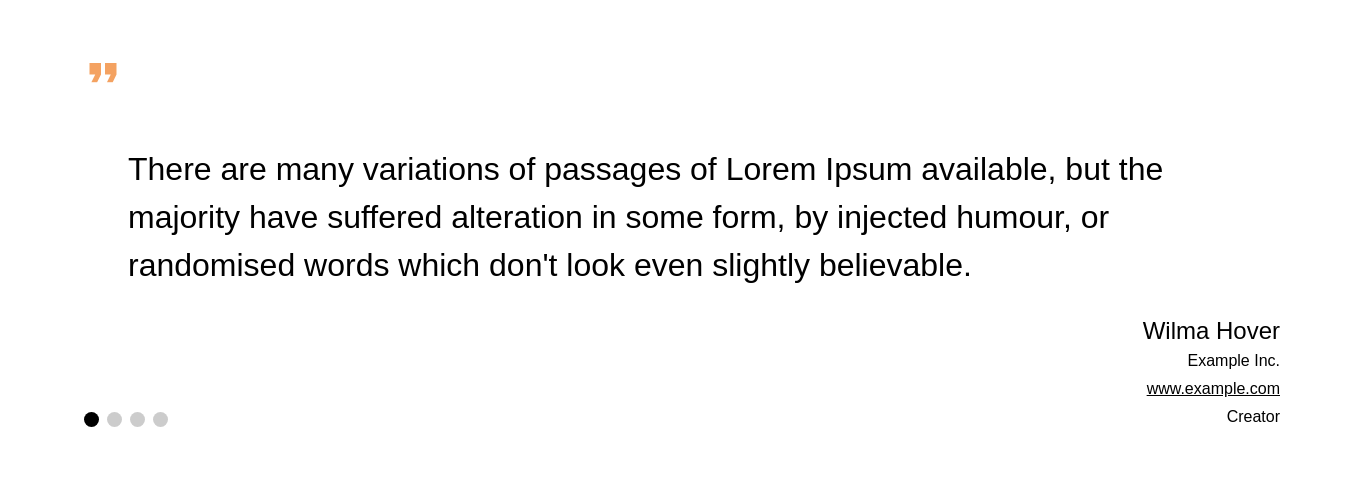 ”
There are many variations of passages of Lorem Ipsum available, but the
majority have suffered alteration in some form, by injected humour, or
randomised words which don't look even slightly believable.
Wilma Hover
Example Inc.
www.example.com
Creator